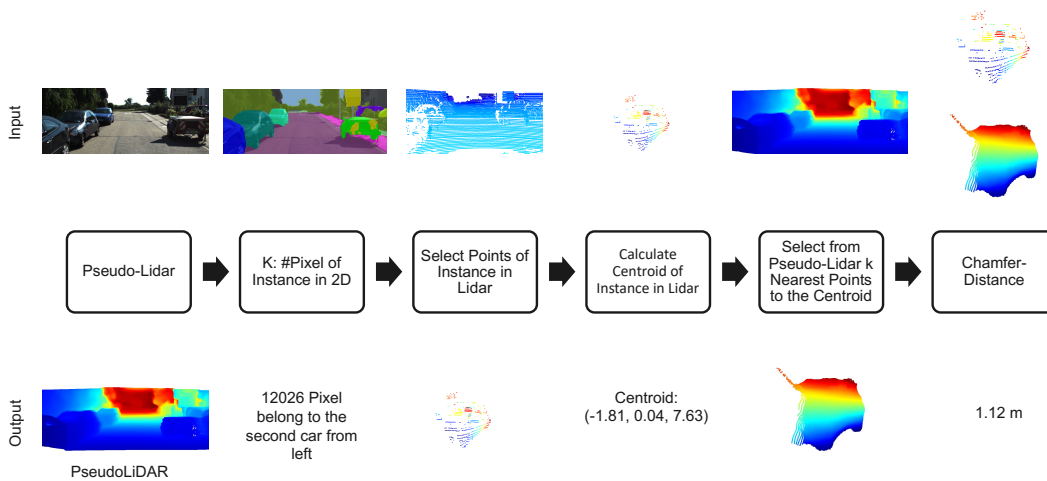 Input
Pseudo-Lidar
K: #Pixel of
Instance in 2D
Select Points of
Instance in
Lidar
Calculate
Centroid of
Instance in Lidar
Select from
Pseudo-Lidar k
Nearest Points
to the Centroid
Chamfer-
Distance
Output
PseudoLiDAR
12026 Pixel
belong to the
second car from
left
Centroid:
(-1.81, 0.04, 7.63)
1.12 m